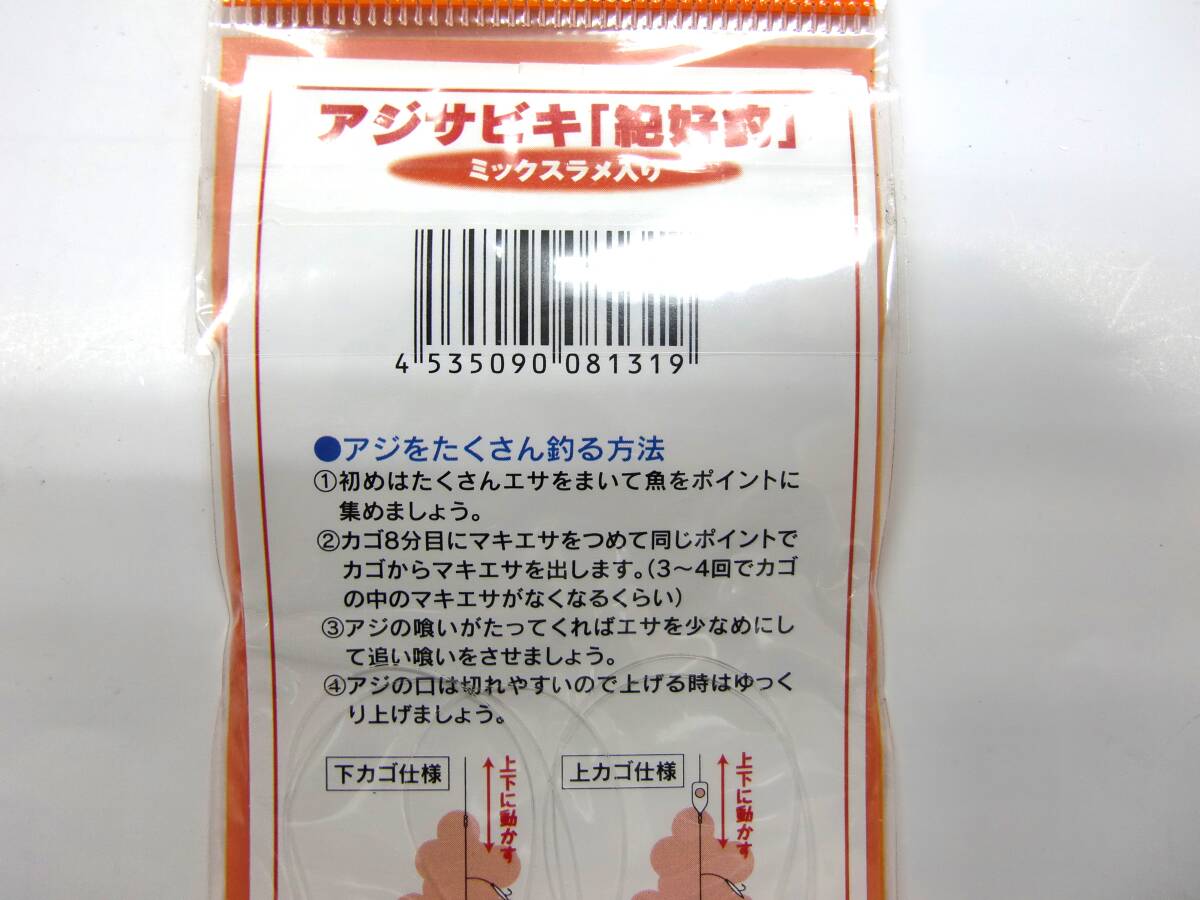 アジサビキ「絶好釣」
ミックスラメ入り
4 535090 081319
●アジをたくさん釣る方法
①初めはたくさんエサをまいて魚をポイントに
集めましょう。
②カゴ8分目にマキエサをつめて同じポイントで
カゴからマキエサを出します。(3～4回でカゴ
の中のマキエサがなくなるくらい)
③アジの喰いがたってくればエサを少なめにし
て追い喰いをさせましょう。
④アジの口は切れやすいので上げる時はゆっく
り上げましょう。
下カゴ仕様
上下に動かす
上カゴ仕様
上下に動かす